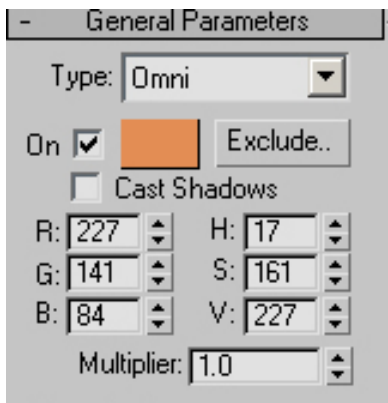 - General Parameters
Type: Omni
On Exclude..
Cast Shadows
R: 227 H: 17
G: 141 S: 161
B: 84 V: 227
Multiplier: 1.0